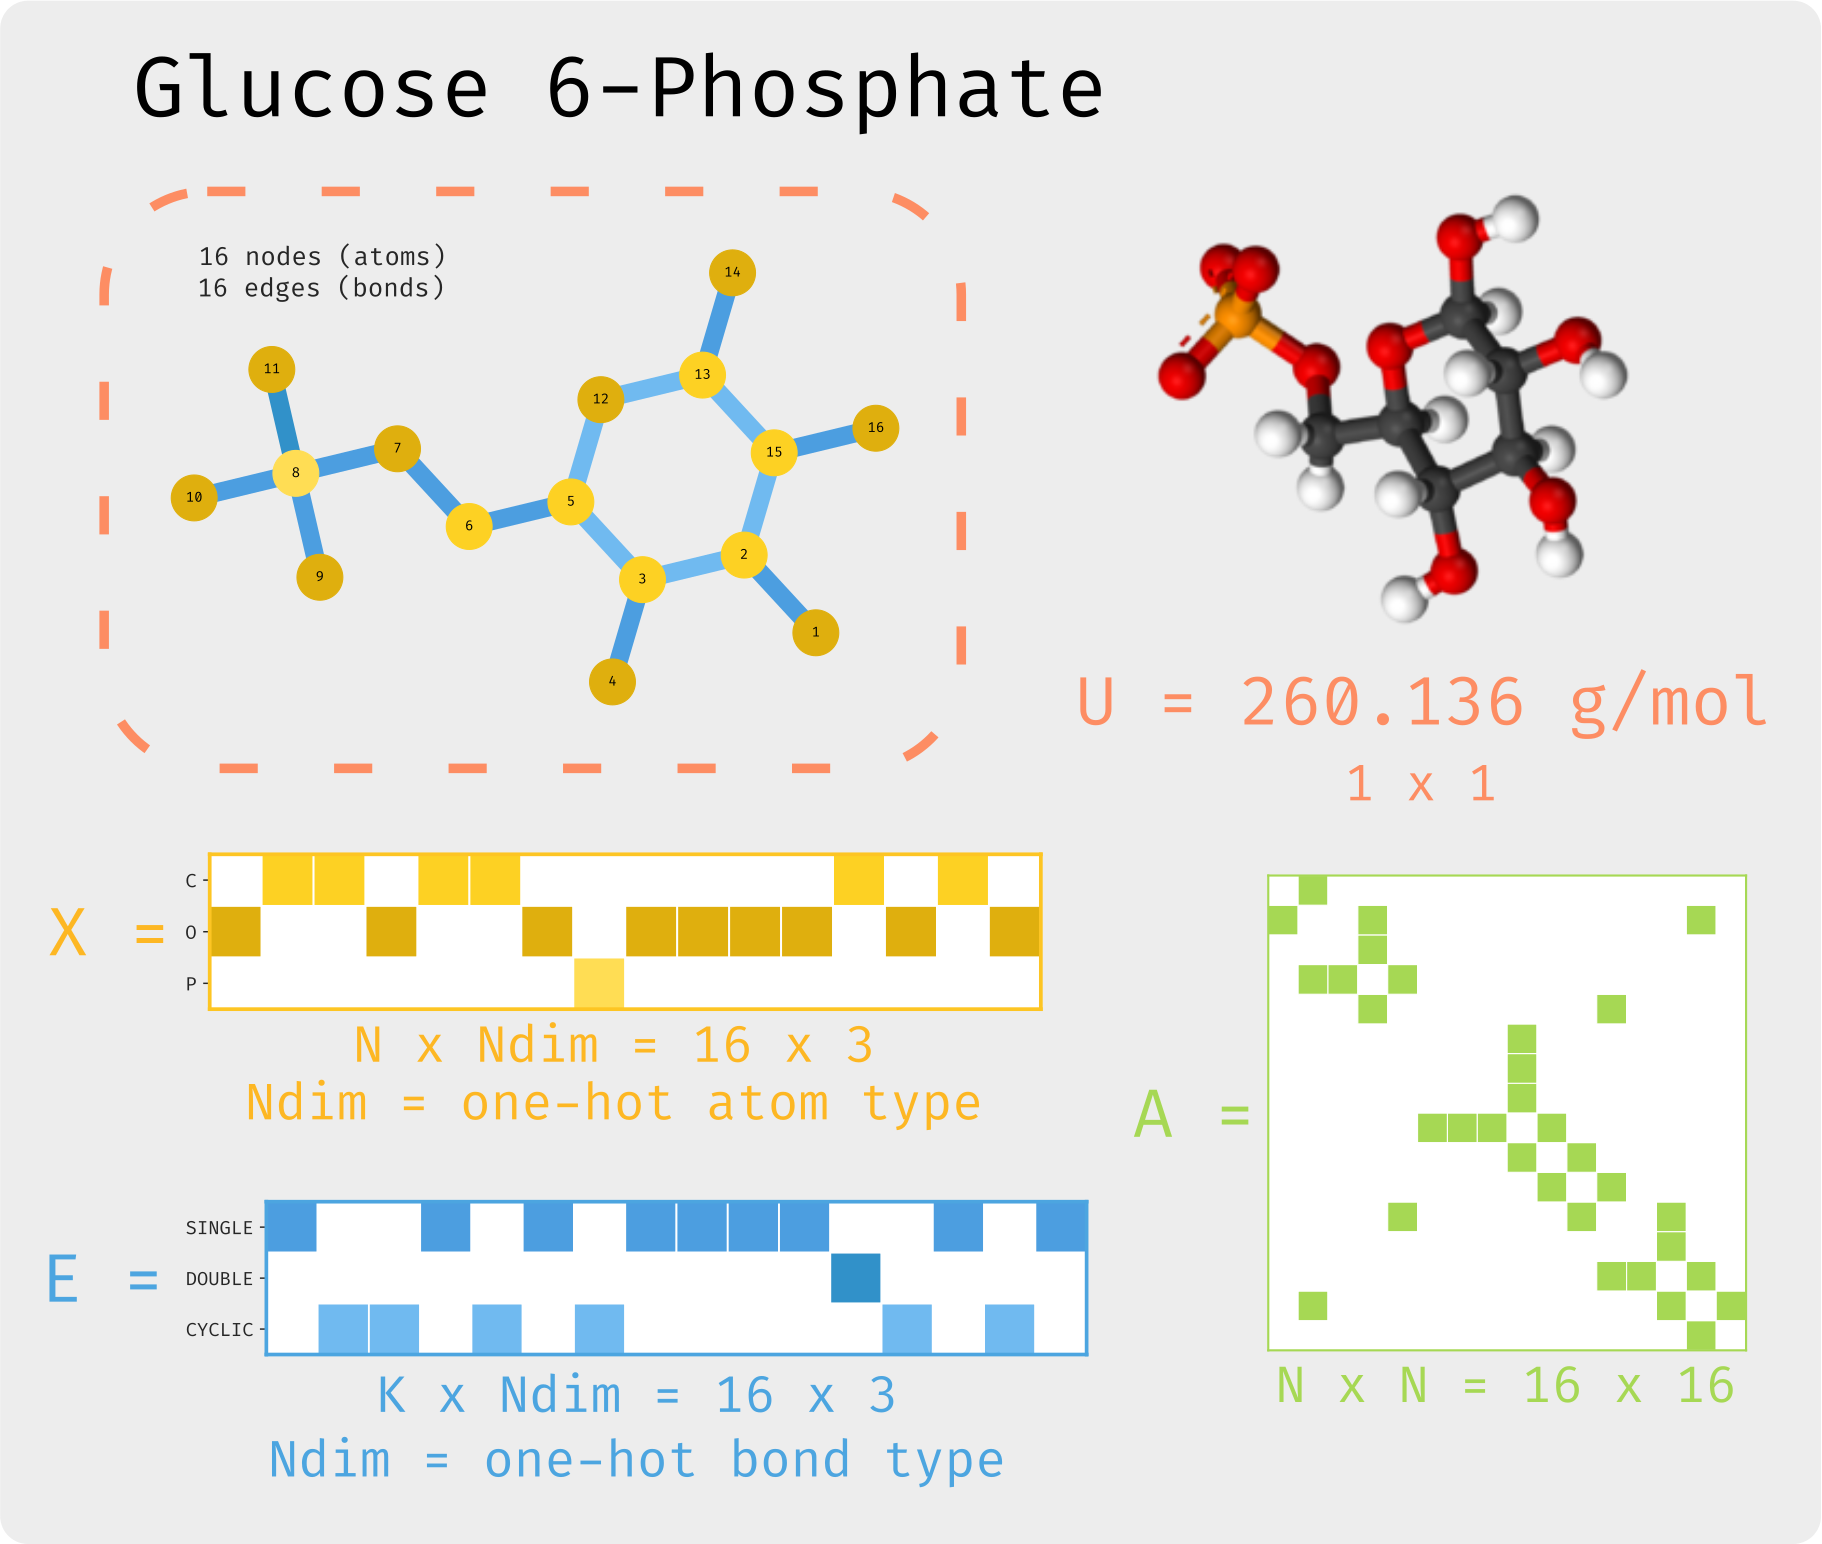 Glucose 6-Phosphate
16 nodes (atoms)
16 edges (bonds)
14
11
13
12
16
7
15
8
10
5
6
2
9
3
1
4
U = 260.136 g/mol
1 x 1
X =
C
O
P
N x Ndim = 16 x 3
Ndim = one-hot atom type
E =
SINGLE
DOUBLE
CYCLIC
K x Ndim = 16 x 3
Ndim = one-hot bond type
A =
N x N = 16 x 16